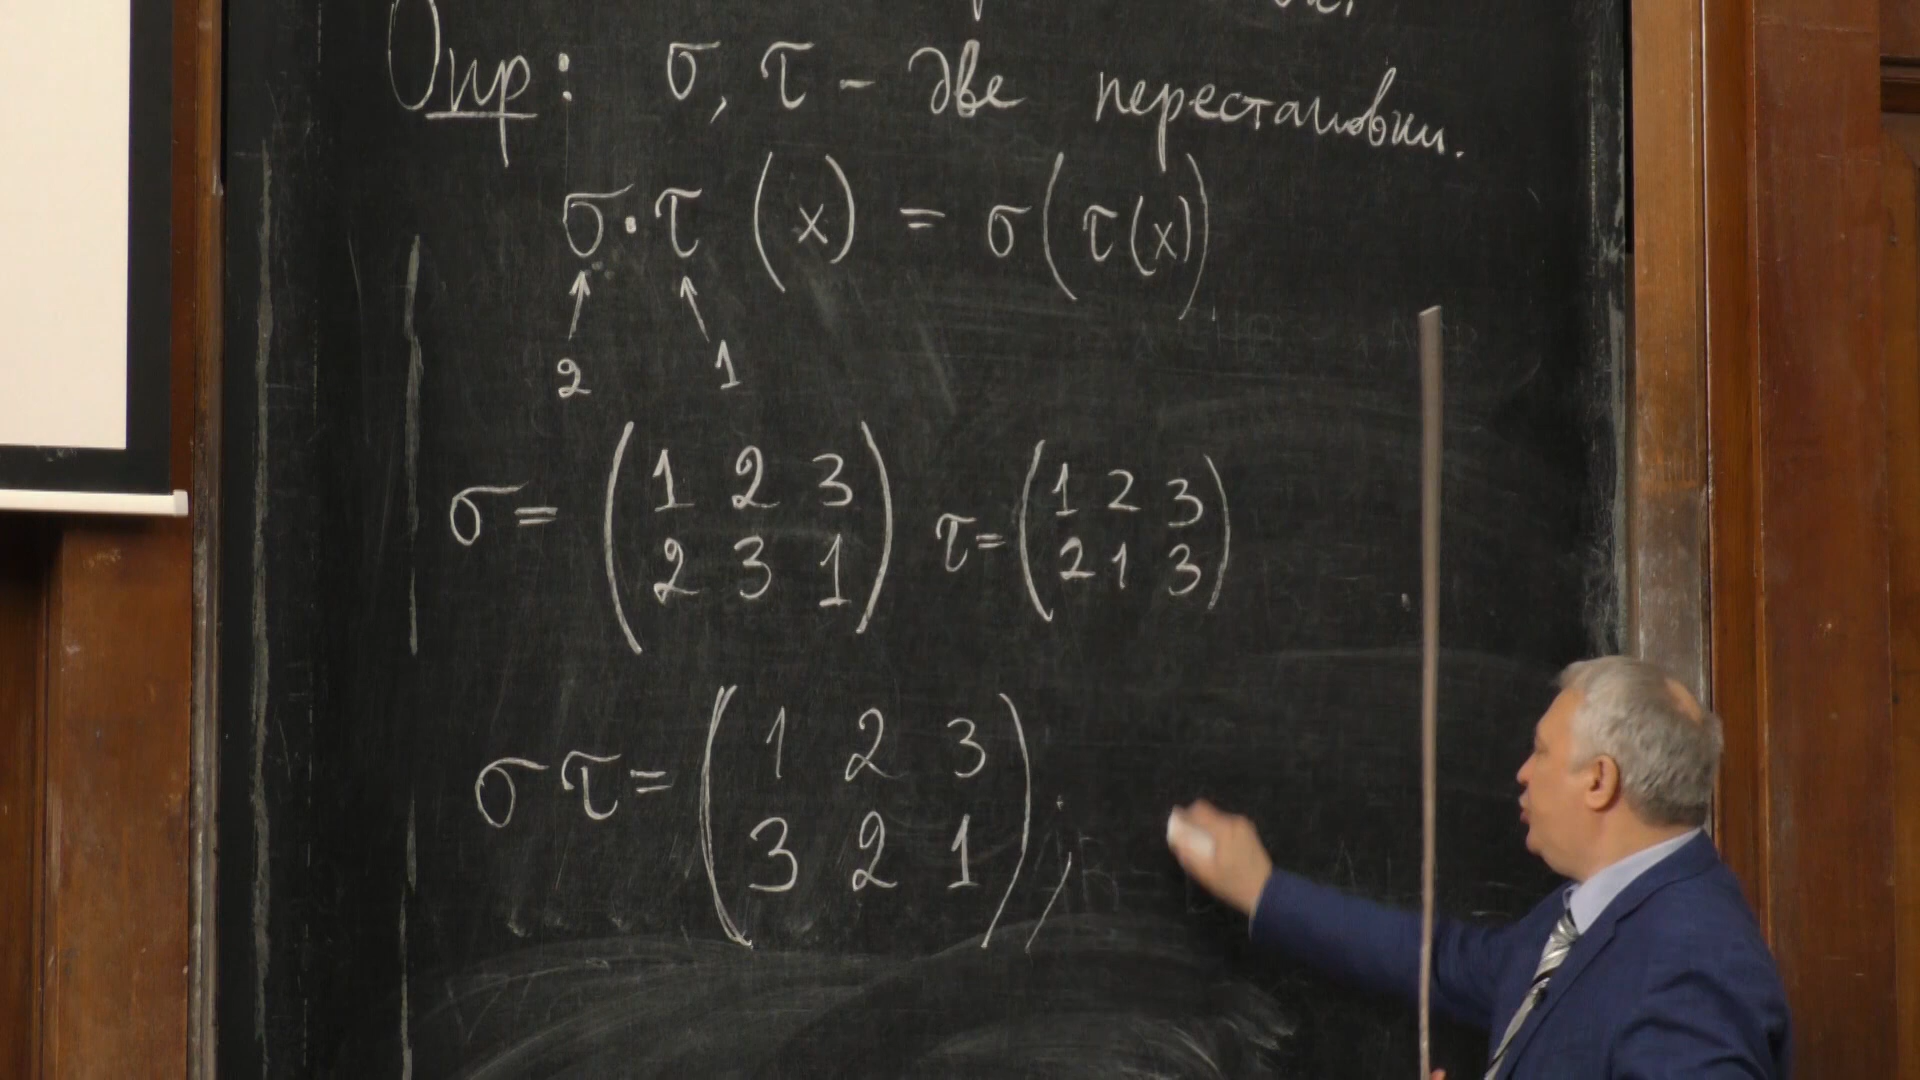 Опр: σ, τ - две перестановки.
σ · τ (x) = σ(τ(x))
2 1
σ = (1 2 3 τ = (1 2 3
2 3 1) 2 1 3)
σ τ = (1 2 3
3 2 1) ;